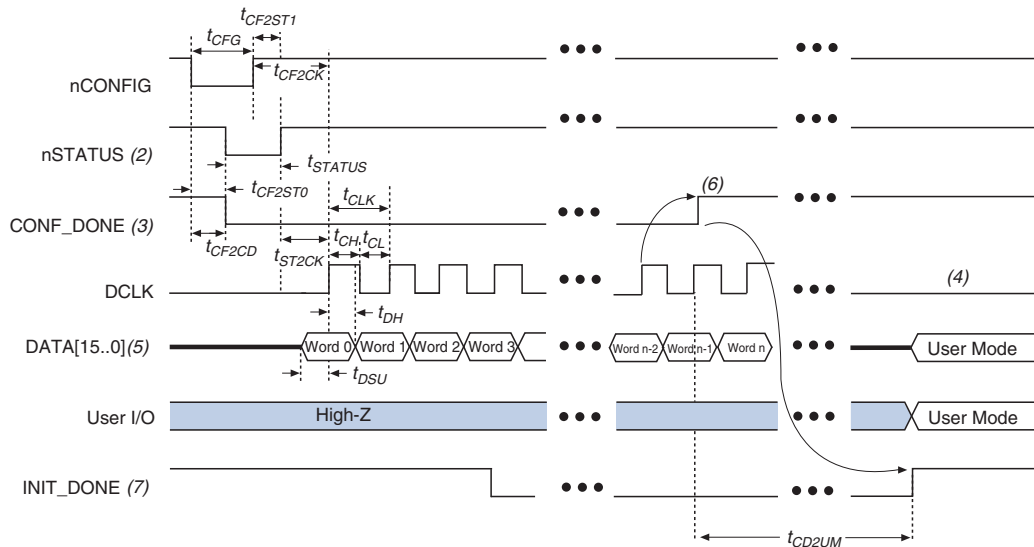 tCF2ST1
tCFG
nCONFIG
tCF2CK
nSTATUS (2)
tSTATUS
tCF2ST0
tCLK
(6)
CONF_DONE (3)
tCF2CD
tST2CK
tCH
tCL
DCLK
(4)
tDH
DATA[15..0](5)
Word 0
Word 1
Word 2
Word 3
Word n-2
Word n-1
Word n
User Mode
tDSU
User I/O
High-Z
User Mode
INIT_DONE (7)
tCD2UM